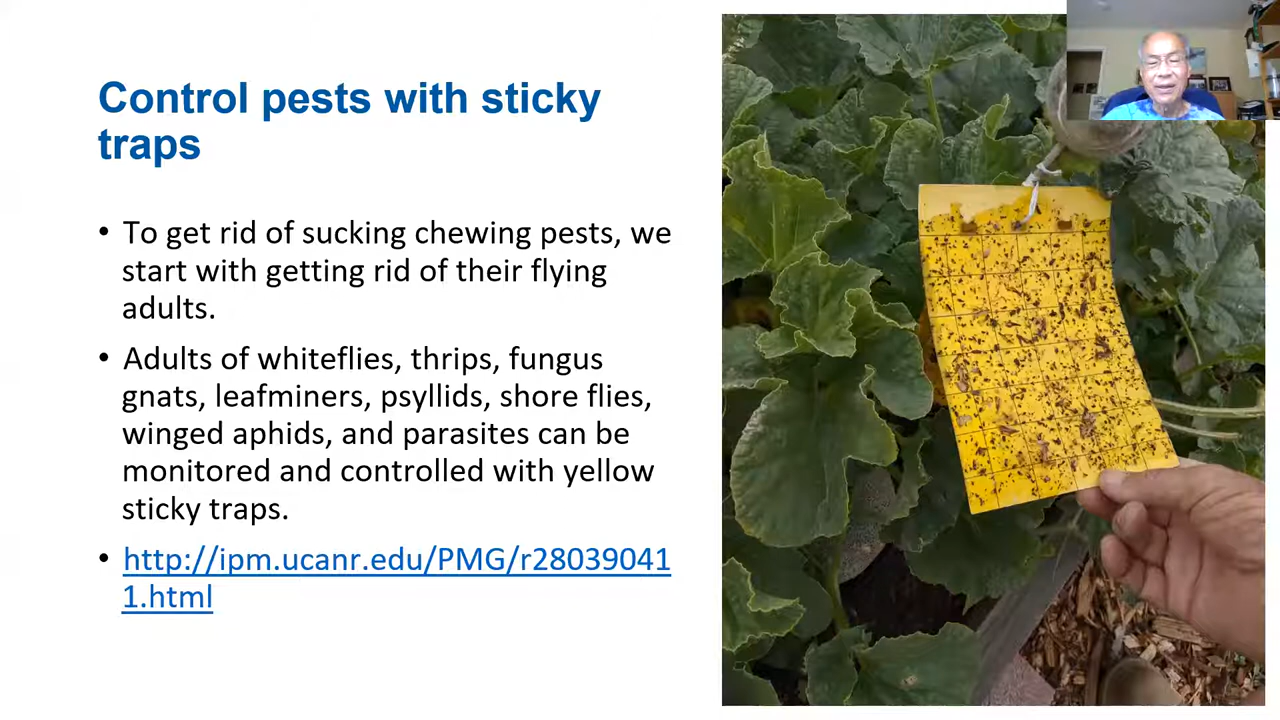 Control pests with sticky
traps
• To get rid of sucking chewing pests, we
start with getting rid of their flying
adults.
• Adults of whiteflies, thrips, fungus
gnats, leafminers, psyllids, shore flies,
winged aphids, and parasites can be
monitored and controlled with yellow
sticky traps.
• http://ipm.ucanr.edu/PMG/r28039041
1.html